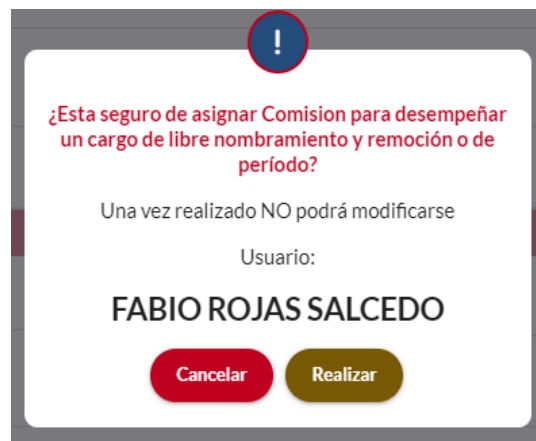 !
¿Esta seguro de asignar Comision para desempeñar
un cargo de libre nombramiento y remoción o de
período?
Una vez realizado NO podrá modificarse
Usuario:
FABIO ROJAS SALCEDO
Cancelar Realizar